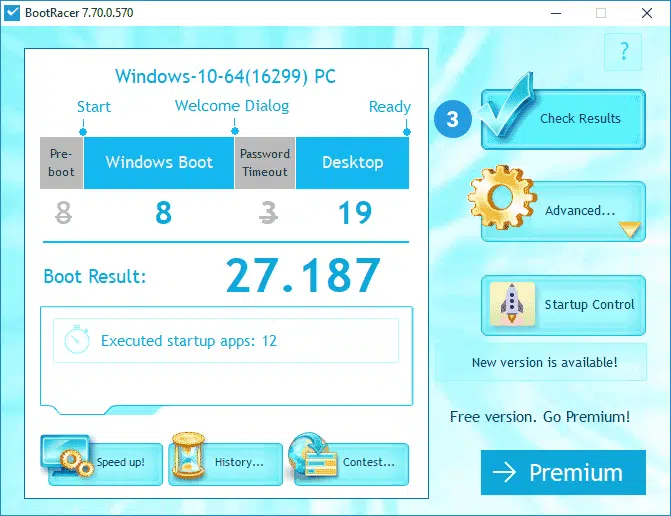 BootRacer 7.70.0.570
?
Windows-10-64(16299) PC
Start
Welcome Dialog
Ready
Pre-
boot
Windows Boot
Password
Timeout
Desktop
8
8
3
19
Boot Result:
27.187
Executed startup apps: 12
Speed up!
History...
Contest...
3
Check Results
Advanced...
Startup Control
New version is available!
Free version. Go Premium!
Premium